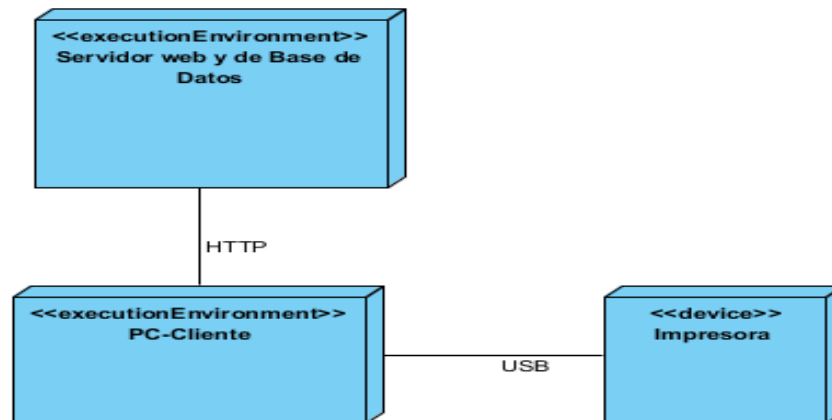 <<executionEnvironment>>
Servidor web y de Base de
Datos
HTTP
<<executionEnvironment>>
PC-Cliente
USB
<<device>>
Impresora